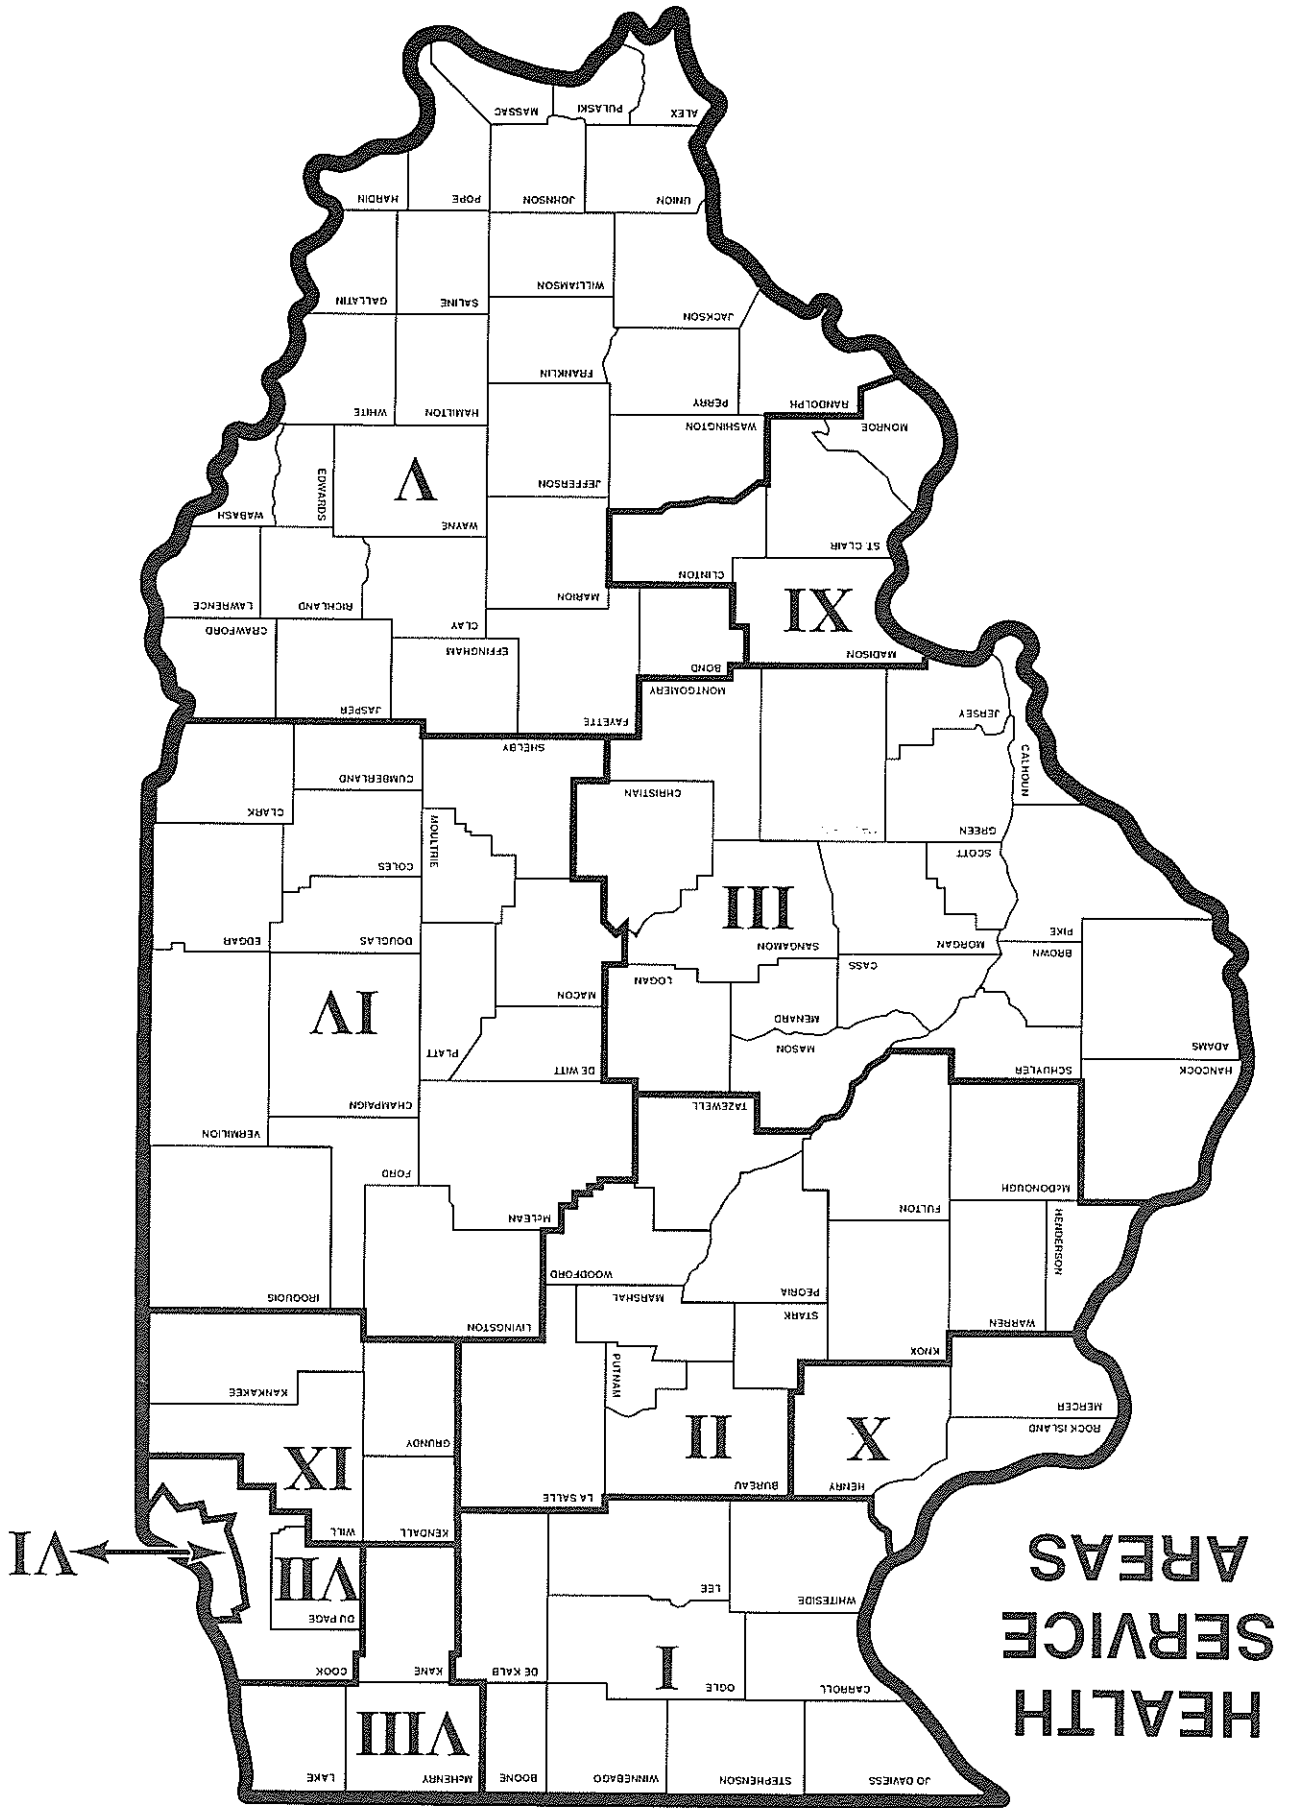 HEALTH
SERVICE
AREAS
JO DAVIESS
STEPHENSON
WINNEBAGO
BOONE
McHENRY
LAKE
VIII
CARROLL
OGLE
I
DE KALB
KANE
COOK
WHITESIDE
LEE
DU PAGE
VII
VI
KENDALL
WILL
XI
ROCK ISLAND
HENRY
X
BUREAU
II
LA SALLE
GRUNDY
MERCER
PUTNAM
KANKAKEE
KNOX
STARK
MARSHAL
LIVINGSTON
WARREN
HENDERSON
PEORIA
WOODFORD
IROQUOIS
McDONOUGH
FULTON
TAZEWELL
McLEAN
FORD
HANCOCK
SCHUYLER
MASON
VERMILION
CHAMPAIGN
ADAMS
MENARD
LOGAN
DE WITT
PLATT
BROWN
CASS
MACON
IV
PIKE
MORGAN
SANGAMON
III
DOUGLAS
EDGAR
SCOTT
GREEN
CHRISTIAN
MOULTRIE
COLES
CALHOUN
JERSEY
SHELBY
CUMBERLAND
CLARK
MONTGOMERY
FAYETTE
JASPER
MADISON
BOND
EFFINGHAM
CRAWFORD
IX
CLINTON
MARION
CLAY
RICHLAND
LAWRENCE
ST. CLAIR
WAYNE
V
EDWARDS
WABASH
MONROE
WASHINGTON
JEFFERSON
RANDOLPH
PERRY
HAMILTON
WHITE
FRANKLIN
JACKSON
WILLIAMSON
SALINE
GALLATIN
UNION
JOHNSON
POPE
HARDIN
ALEX
PULASKI
MASSAC